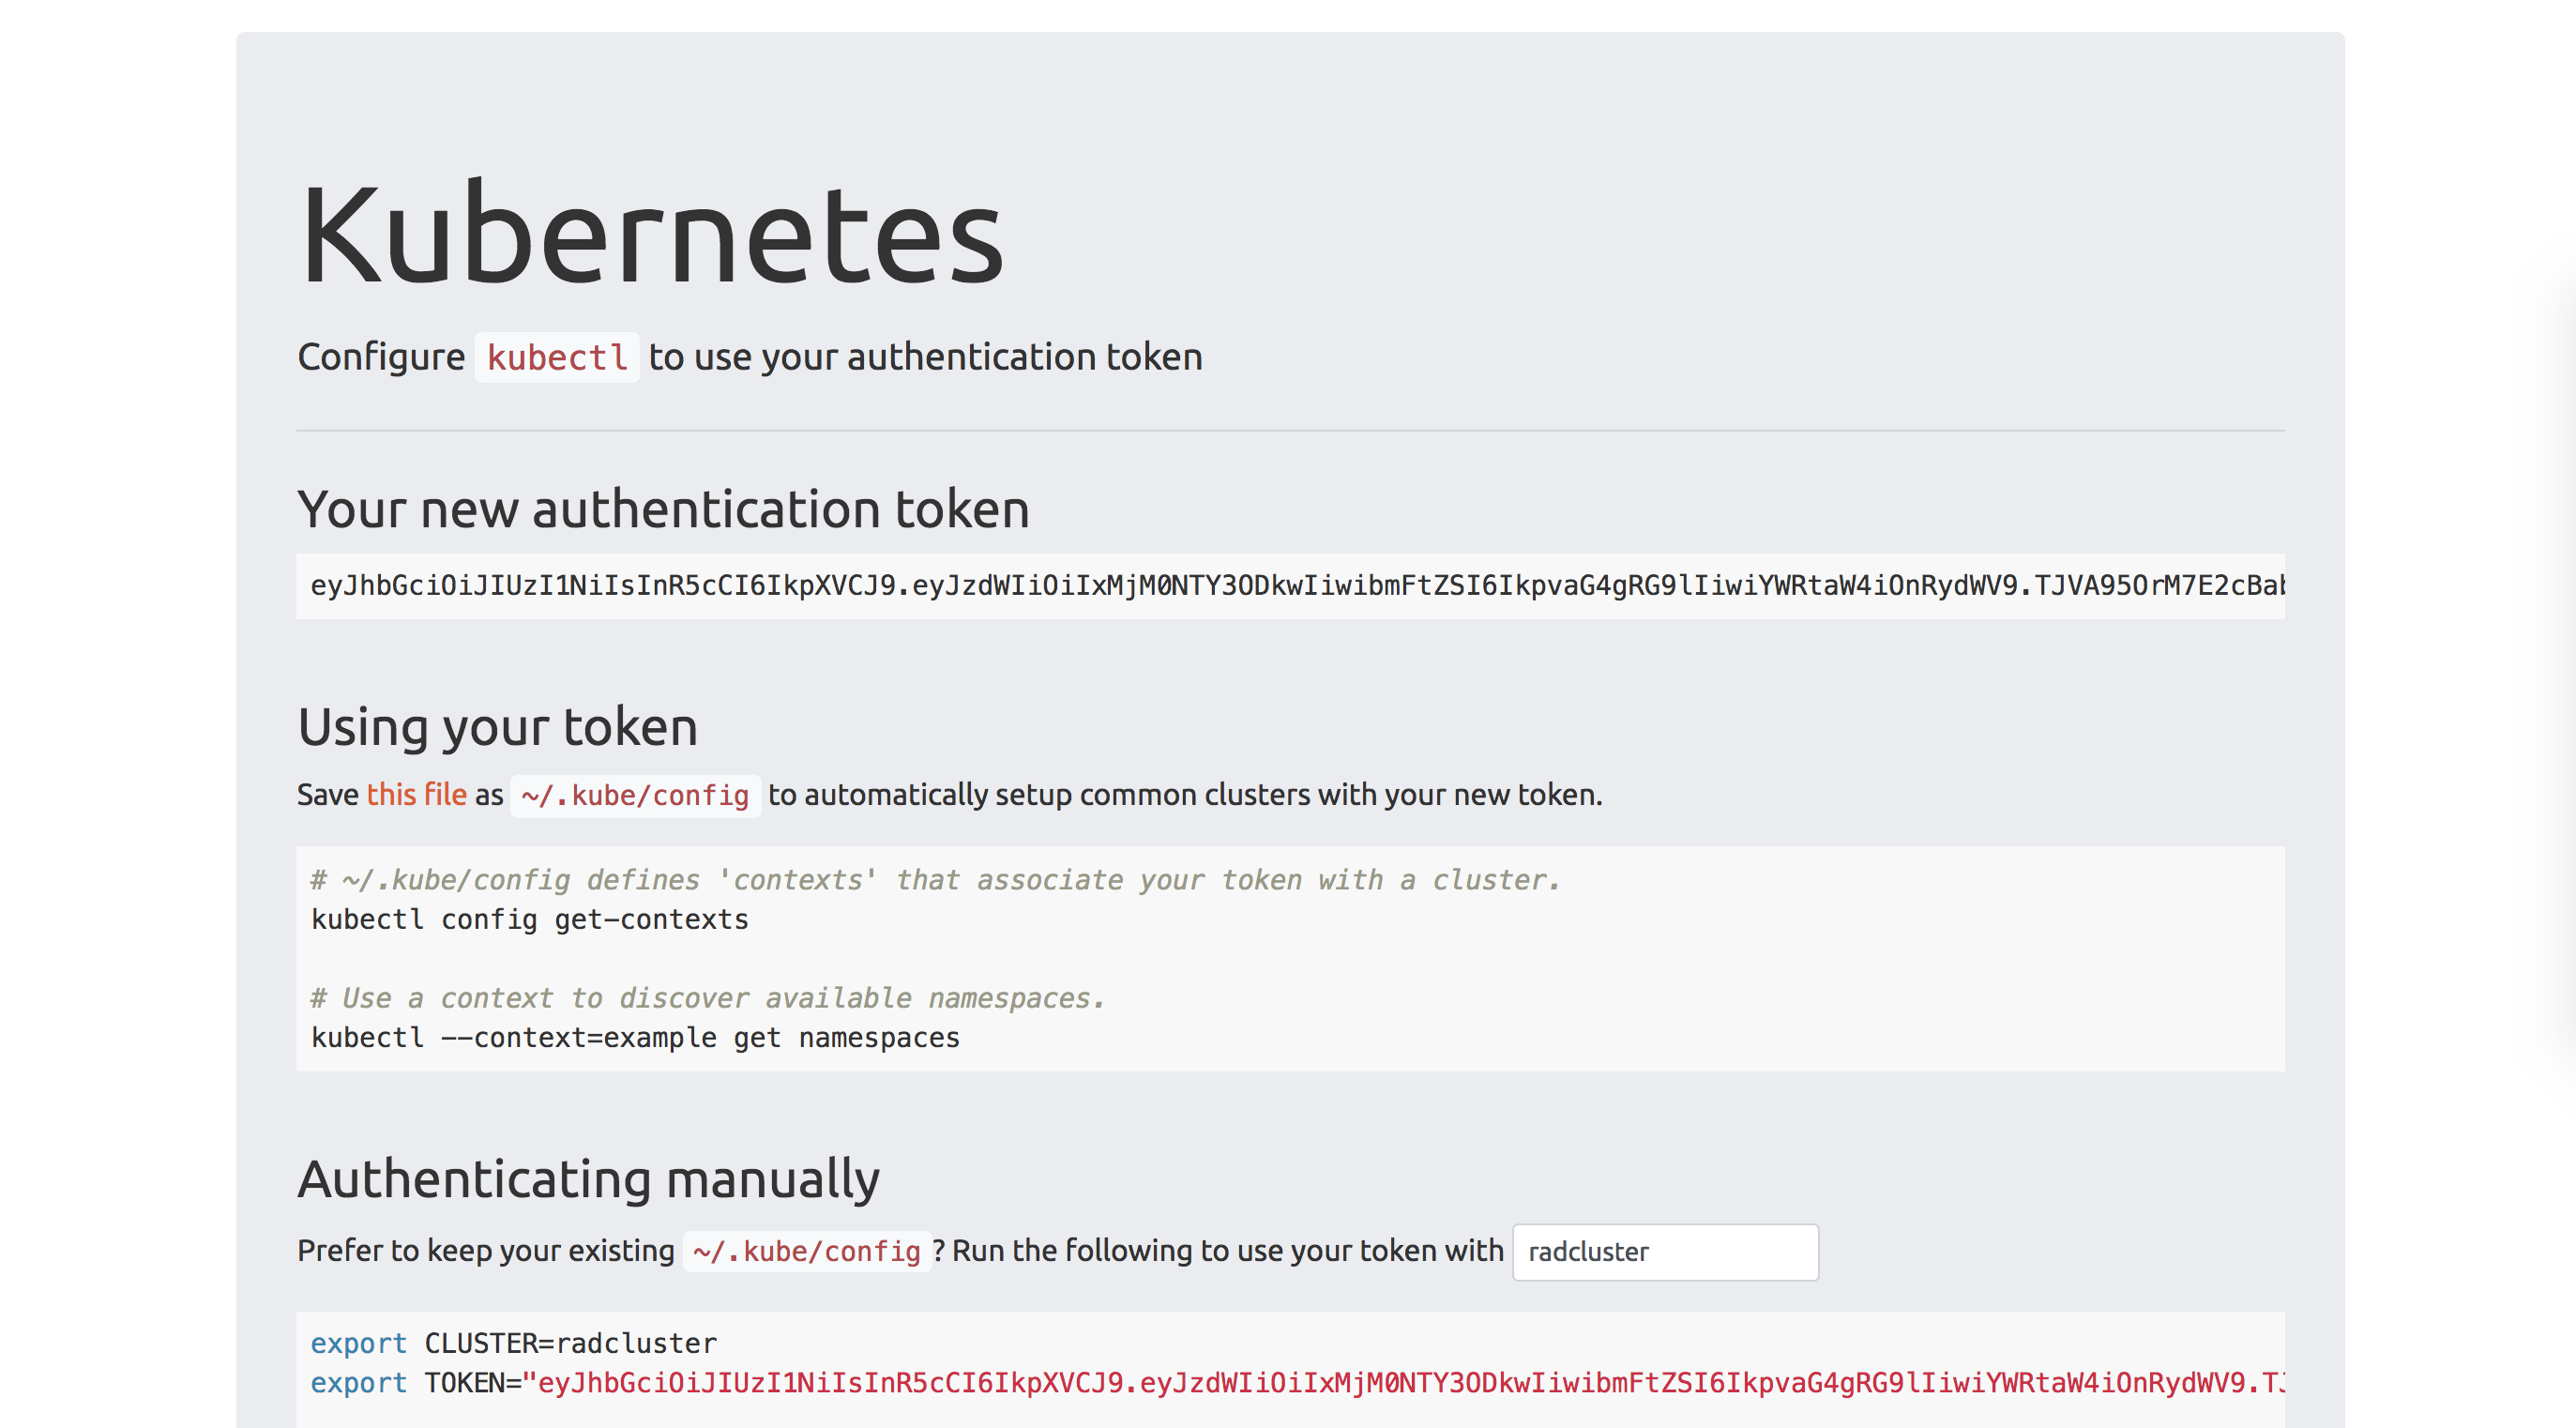 Kubernetes
Configure kubectl to use your authentication token
Your new authentication token
eyJhbGciOiJIUzI1NiIsInR5cCI6IkpXVCJ9.eyJzdWIiOiIxMjM0NTY3ODkwIiwibmFtZSI6IkpvaG4gRG9lIiwiYWRtaW4iOnRydWV9.TJVA95OrM7E2cBab
Using your token
Save this file as ~/.kube/config to automatically setup common clusters with your new token.
# ~/.kube/config defines 'contexts' that associate your token with a cluster.
kubectl config get-contexts
# Use a context to discover available namespaces.
kubectl --context=example get namespaces
Authenticating manually
Prefer to keep your existing ~/.kube/config? Run the following to use your token with radcluster
export CLUSTER=radcluster
export TOKEN="eyJhbGciOiJIUzI1NiIsInR5cCI6IkpXVCJ9.eyJzdWIiOiIxMjM0NTY3ODkwIiwibmFtZSI6IkpvaG4gRG9lIiwiYWRtaW4iOnRydWV9.TJ